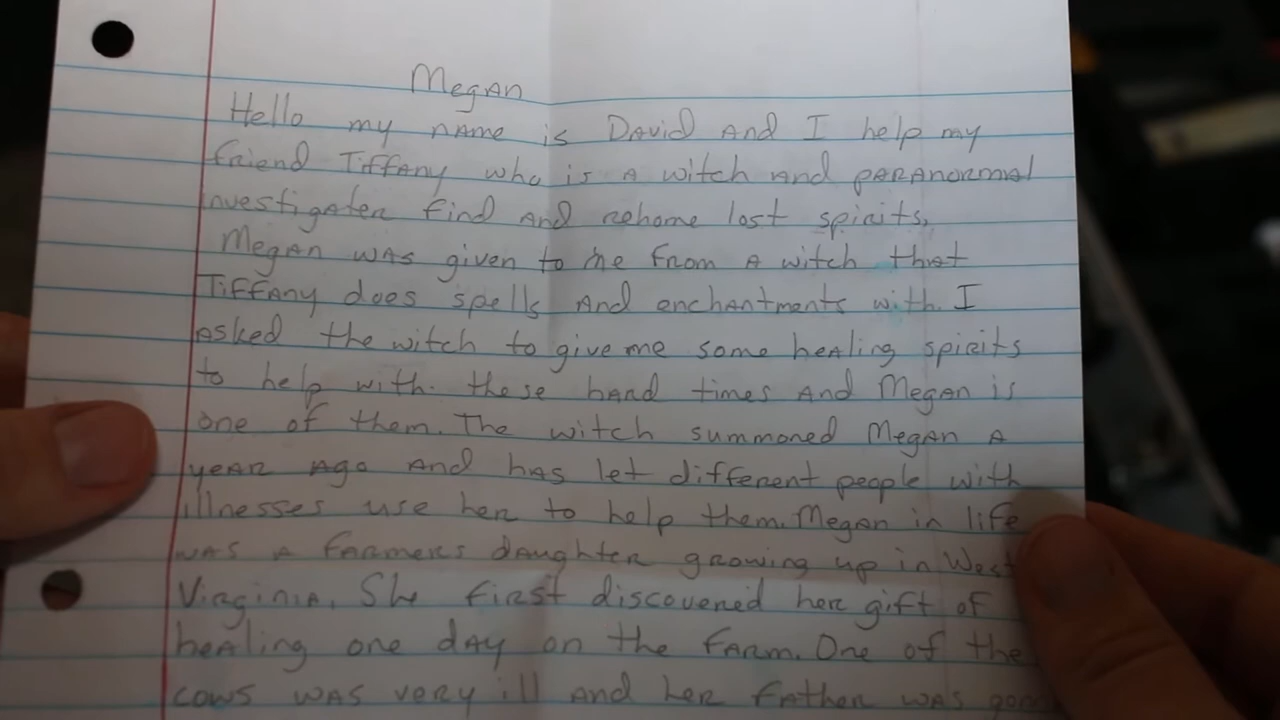 Megan
Hello my name is David and I help my
friend Tiffany who is a witch and paranormal
investigater find and rehome lost spirits,
Megan was given to me from a witch that
Tiffany does spells and enchantments with. I
asked the witch to give me some healing spirits
to help with these hard times and Megan is
one of them. The witch summoned Megan a
year ago and has let different people with
illnesses use her to help them. Megan in life
was a farmers daughter growing up in West
Virginia. She first discovered her gift of
healing one day on the farm. One of the
cows was very ill and her father was